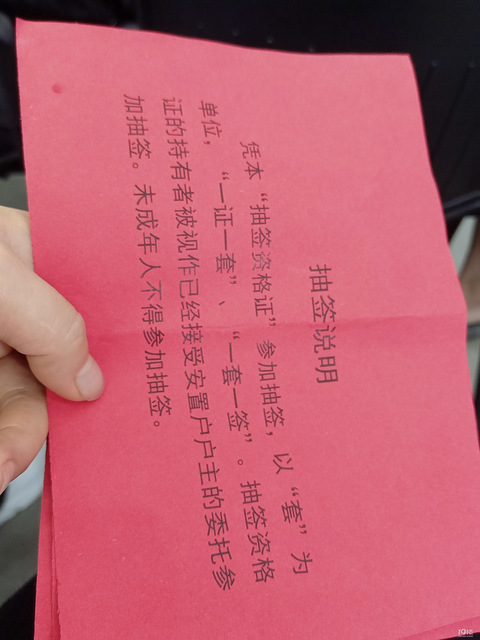 抽签说明
凭本“抽签资格证”参加抽签，以“套”为
单位，“一证一套”、“一套一签”。抽签资格
证的持有者被视作已经接受安置户户主的委托参
加抽签。未成年人不得参加抽签。